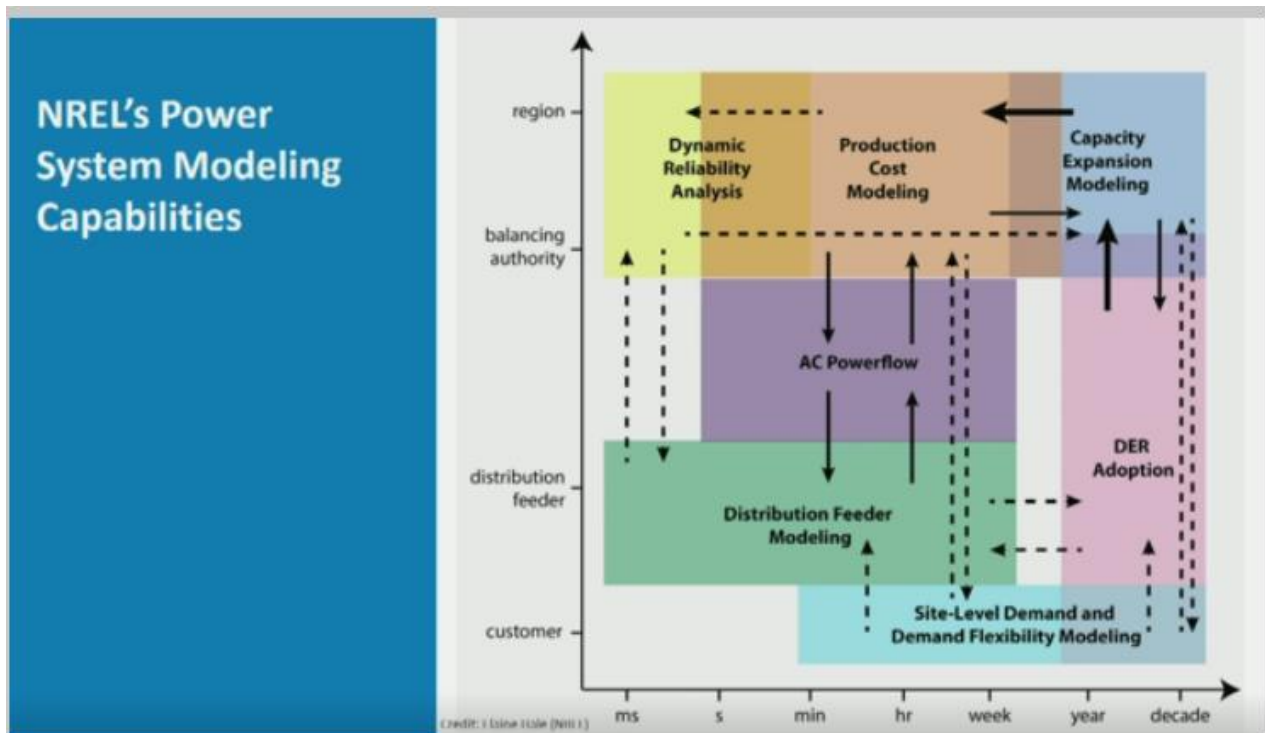 NREL's Power
System Modeling
Capabilities
region
balancing
authority
distribution
feeder
customer
Dynamic
Reliability
Analysis
Production
Cost
Modeling
Capacity
Expansion
Modeling
AC Powerflow
DER
Adoption
Distribution Feeder
Modeling
Site-Level Demand and
Demand Flexibility Modeling
ms
s
min
hr
week
year
decade
Credit: